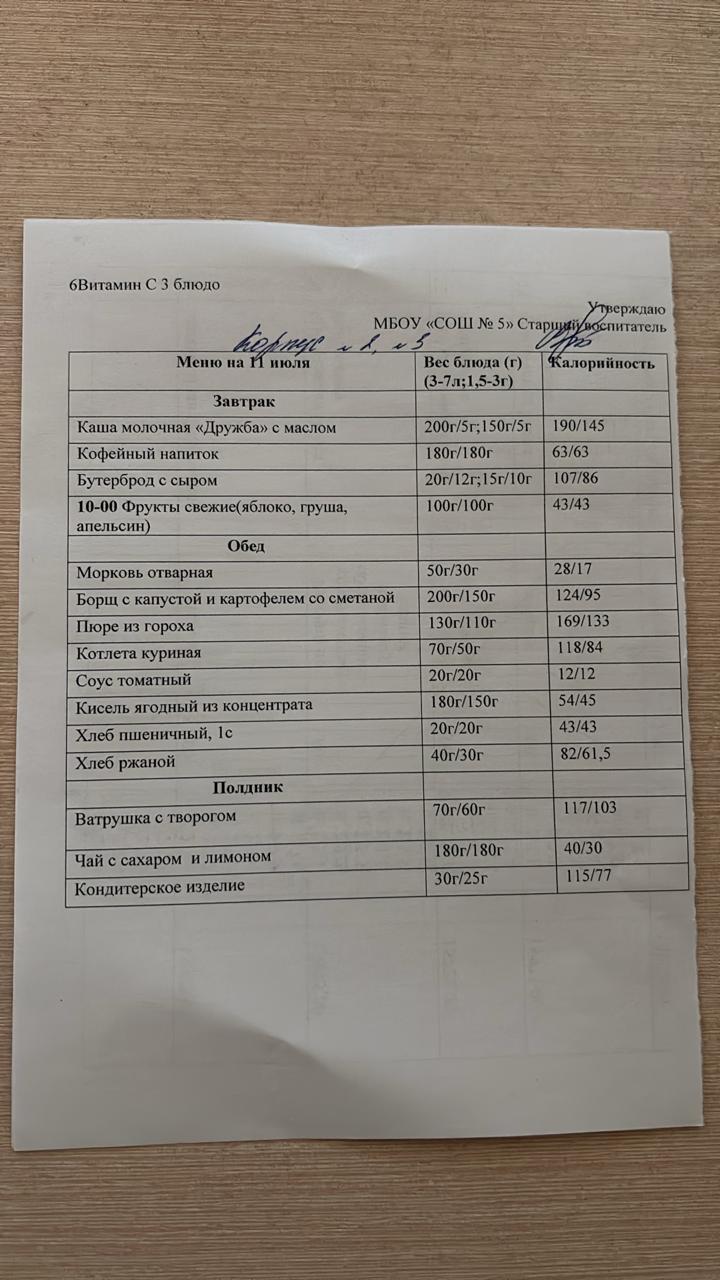 6Витамин С 3 блюдо
Утверждаю
МБОУ «СОШ № 5» Старший воспитатель
Корпус №2, №3
Меню на 11 июля Вес блюда (г) (3-7л;1,5-3г) Калорийность
Завтрак
Каша молочная «Дружба» с маслом 200г/5г;150г/5г 190/145
Кофейный напиток 180г/180г 63/63
Бутерброд с сыром 20г/12г;15г/10г 107/86
10-00 Фрукты свежие(яблоко, груша, апельсин) 100г/100г 43/43
Обед
Морковь отварная 50г/30г 28/17
Борщ с капустой и картофелем со сметаной 200г/150г 124/95
Пюре из гороха 130г/110г 169/133
Котлета куриная 70г/50г 118/84
Соус томатный 20г/20г 12/12
Кисель ягодный из концентрата 180г/150г 54/45
Хлеб пшеничный, 1с 20г/20г 43/43
Хлеб ржаной 40г/30г 82/61,5
Полдник
Ватрушка с творогом 70г/60г 117/103
Чай с сахаром и лимоном 180г/180г 40/30
Кондитерское изделие 30г/25г 115/77